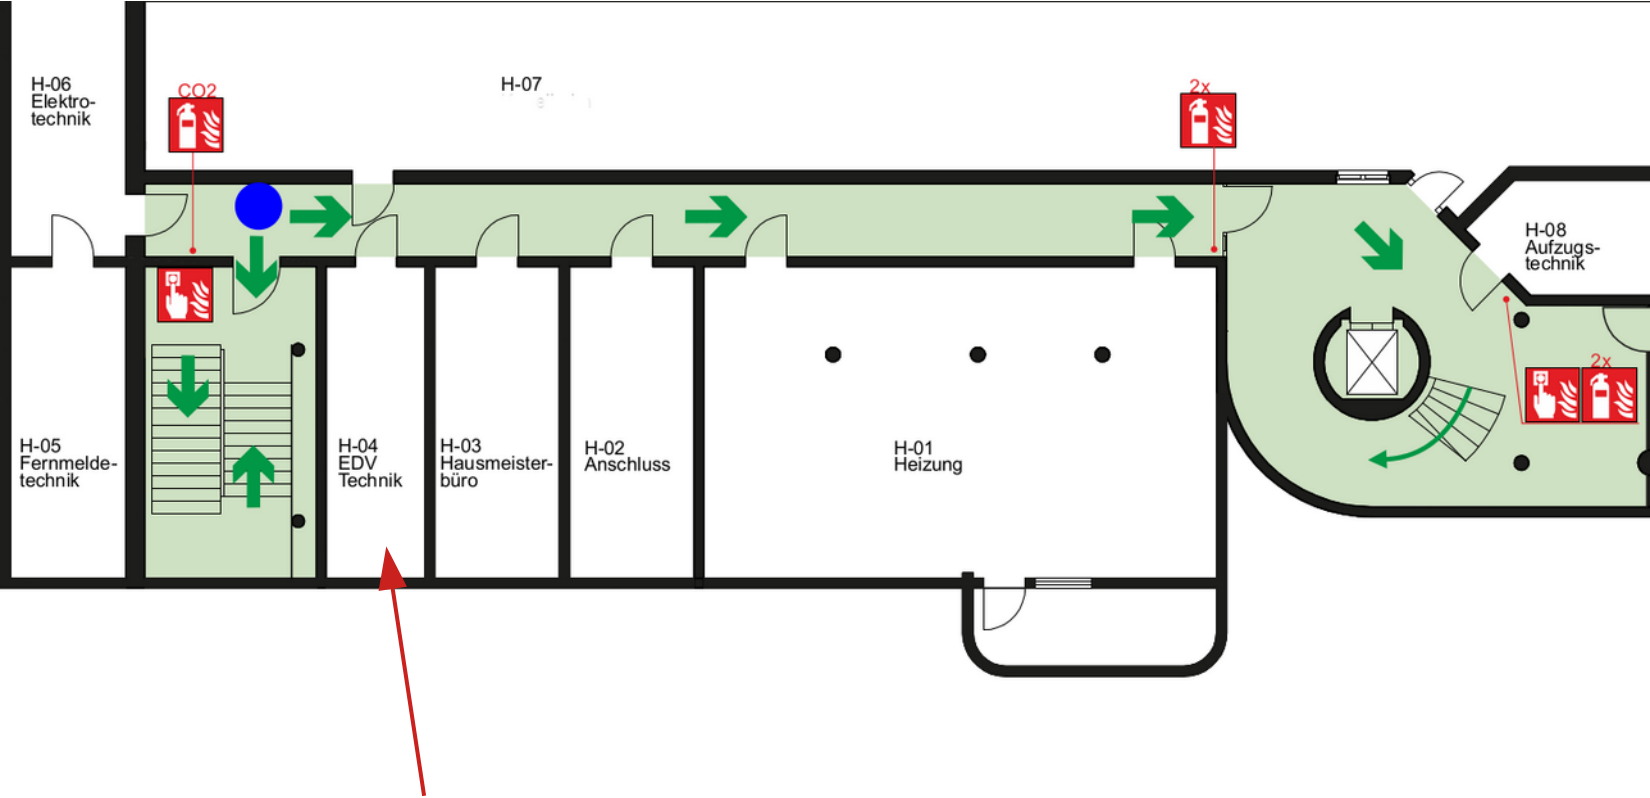 H-06
Elektro-
technik
CO2
H-07
2x
H-08
Aufzugs-
technik
2x
H-05
Fernmelde-
technik
H-04
EDV
Technik
H-03
Hausmeister-
büro
H-02
Anschluss
H-01
Heizung